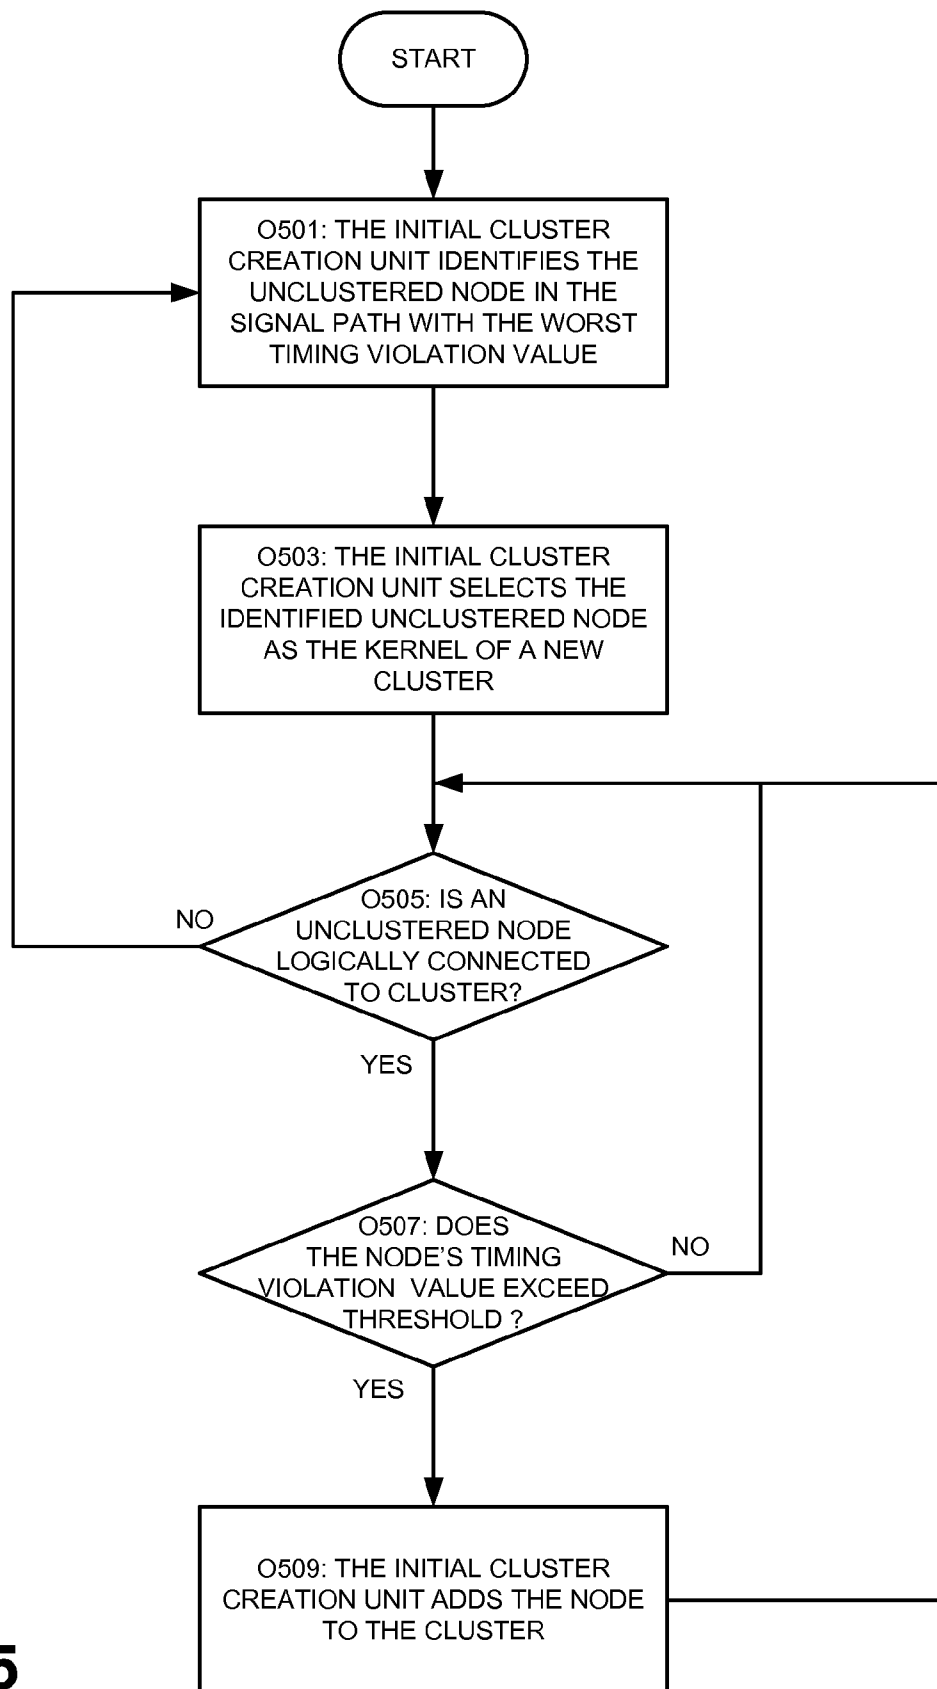 START
O501: THE INITIAL CLUSTER
CREATION UNIT IDENTIFIES THE
UNCLUSTERED NODE IN THE
SIGNAL PATH WITH THE WORST
TIMING VIOLATION VALUE
O503: THE INITIAL CLUSTER
CREATION UNIT SELECTS THE
IDENTIFIED UNCLUSTERED NODE
AS THE KERNEL OF A NEW
CLUSTER
O505: IS AN
UNCLUSTERED NODE
LOGICALLY CONNECTED
TO CLUSTER?
NO
YES
O507: DOES
THE NODE'S TIMING
VIOLATION VALUE EXCEED
THRESHOLD ?
NO
YES
O509: THE INITIAL CLUSTER
CREATION UNIT ADDS THE NODE
TO THE CLUSTER